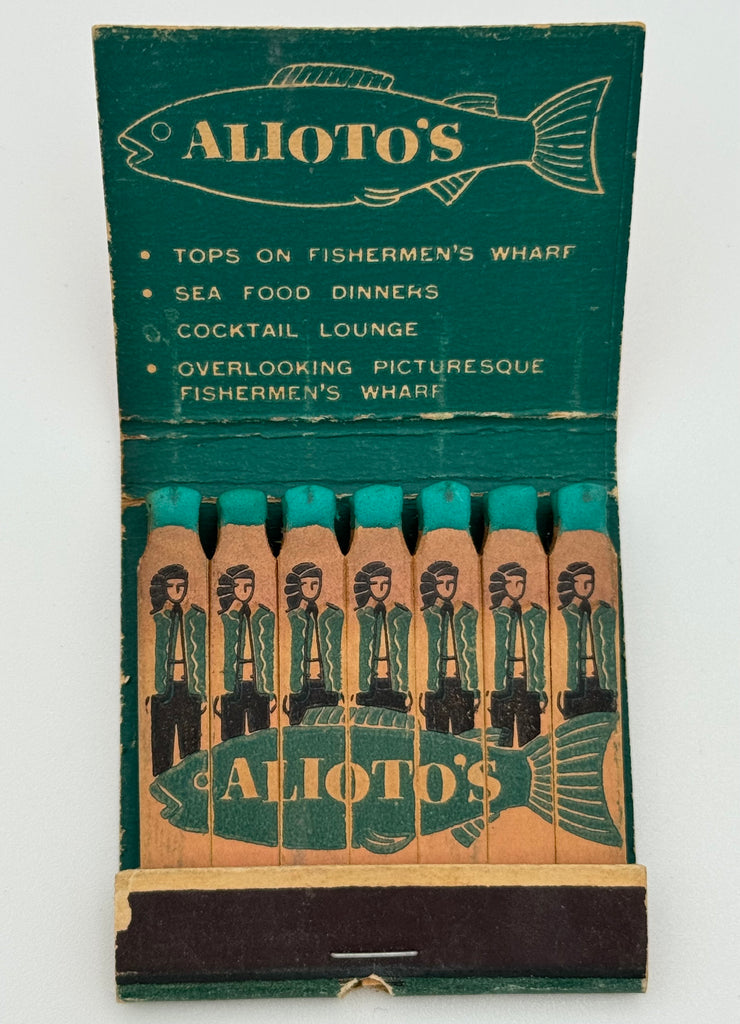 ALIOTO'S
• TOPS ON FISHERMEN'S WHARF
• SEA FOOD DINNERS
COCKTAIL LOUNGE
• OVERLOOKING PICTURESQUE
FISHERMEN'S WHARF
ALIOTO'S